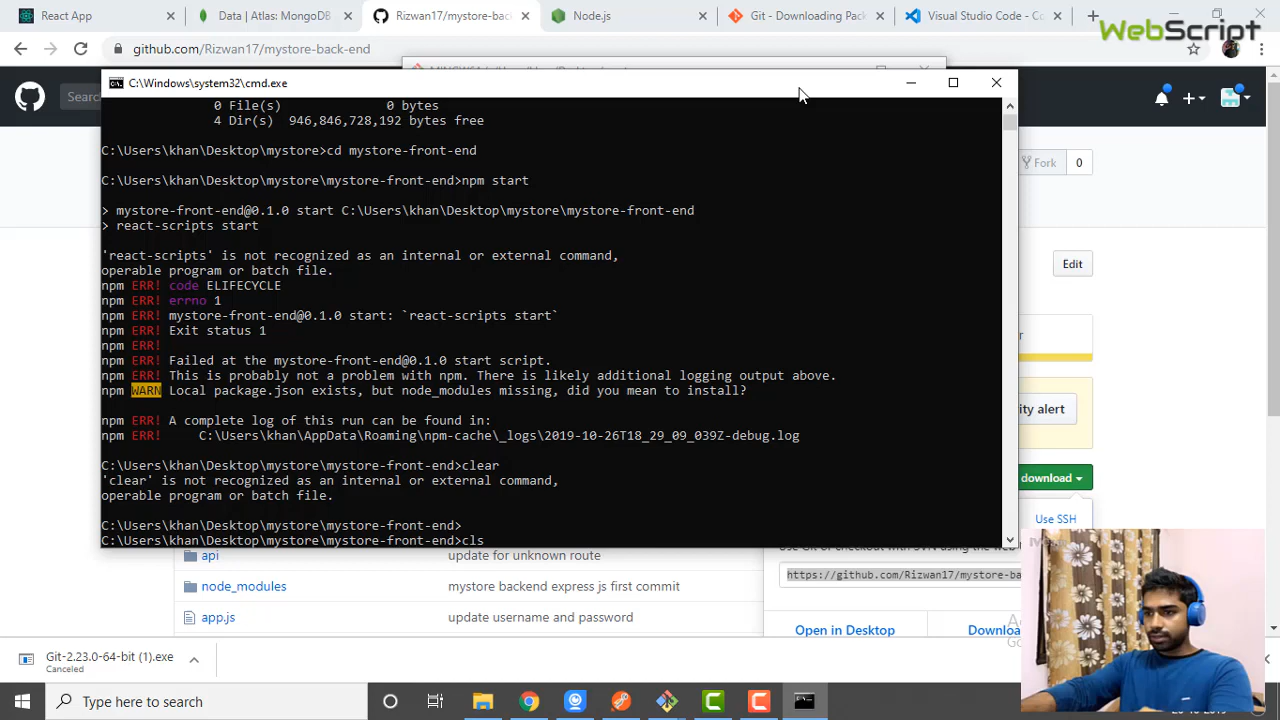 React App
Data | Atlas: MongoDB
Rizwan17/mystore-back-end
Node.js
Git - Downloading Pack
Visual Studio Code - C
WebScript
github.com/Rizwan17/mystore-back-end
C:\Windows\system32\cmd.exe
Search
0 File(s) 0 bytes
4 Dir(s) 946,846,728,192 bytes free
C:\Users\khan\Desktop\mystore>cd mystore-front-end
Fork 0
C:\Users\khan\Desktop\mystore\mystore-front-end>npm start
> mystore-front-end@0.1.0 start C:\Users\khan\Desktop\mystore\mystore-front-end
> react-scripts start
'react-scripts' is not recognized as an internal or external command,
operable program or batch file.
Edit
npm ERR! code ELIFECYCLE
npm ERR! errno 1
npm ERR! mystore-front-end@0.1.0 start: `react-scripts start`
npm ERR! Exit status 1
npm ERR!
npm ERR! Failed at the mystore-front-end@0.1.0 start script.
npm ERR! This is probably not a problem with npm. There is likely additional logging output above.
npm WARN Local package.json exists, but node_modules missing, did you mean to install?
ity alert
npm ERR! A complete log of this run can be found in:
npm ERR! C:\Users\khan\AppData\Roaming\npm-cache\_logs\2019-10-26T18_29_09_039Z-debug.log
C:\Users\khan\Desktop\mystore\mystore-front-end>clear
'clear' is not recognized as an internal or external command,
operable program or batch file.
download
Use SSH
C:\Users\khan\Desktop\mystore\mystore-front-end>
C:\Users\khan\Desktop\mystore\mystore-front-end>cls
api update for unknown route
node_modules mystore backend express js first commit
app.js update username and password
Use Git or checkout with SVN using the web
https://github.com/Rizwan17/mystore-ba
Open in Desktop
Git-2.23.0-64-bit (1).exe
Canceled
Type here to search